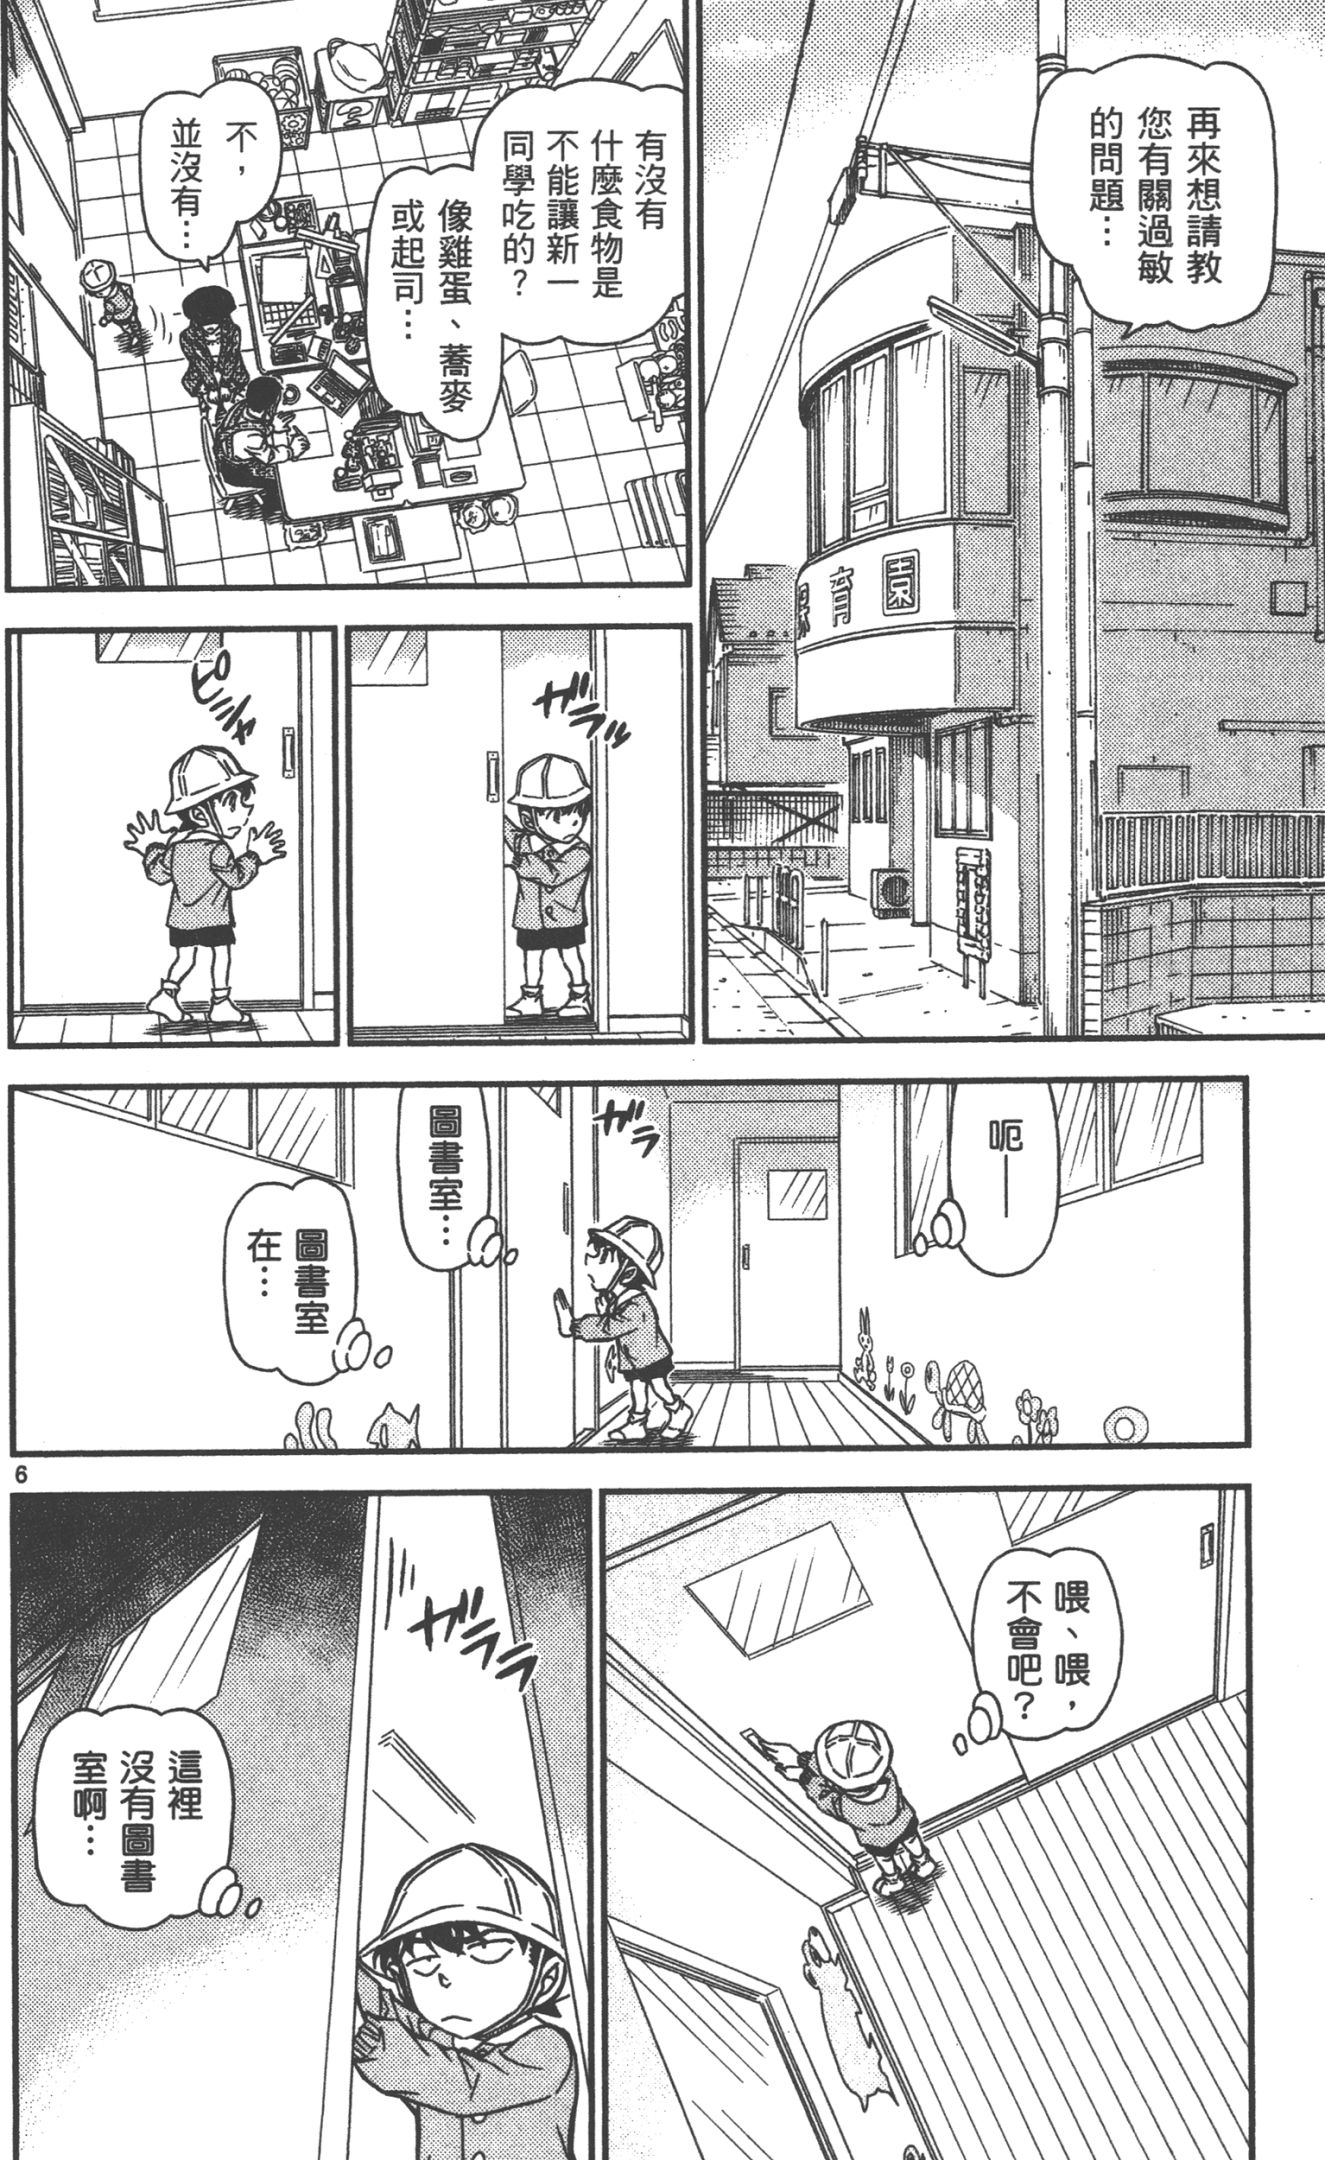 再來想請教
您有關過敏
的問題…
保育園
有沒有
什麼食物是
不能讓新一
同學吃的？
像雞蛋、蕎麥
或起司…
不，
並沒有…
ガラッ
ピシャ
呃——
ガラ
圖書室…
圖書室
在…
喂、喂，
不會吧？
ガララ
這裡
沒有圖書
室啊…
6